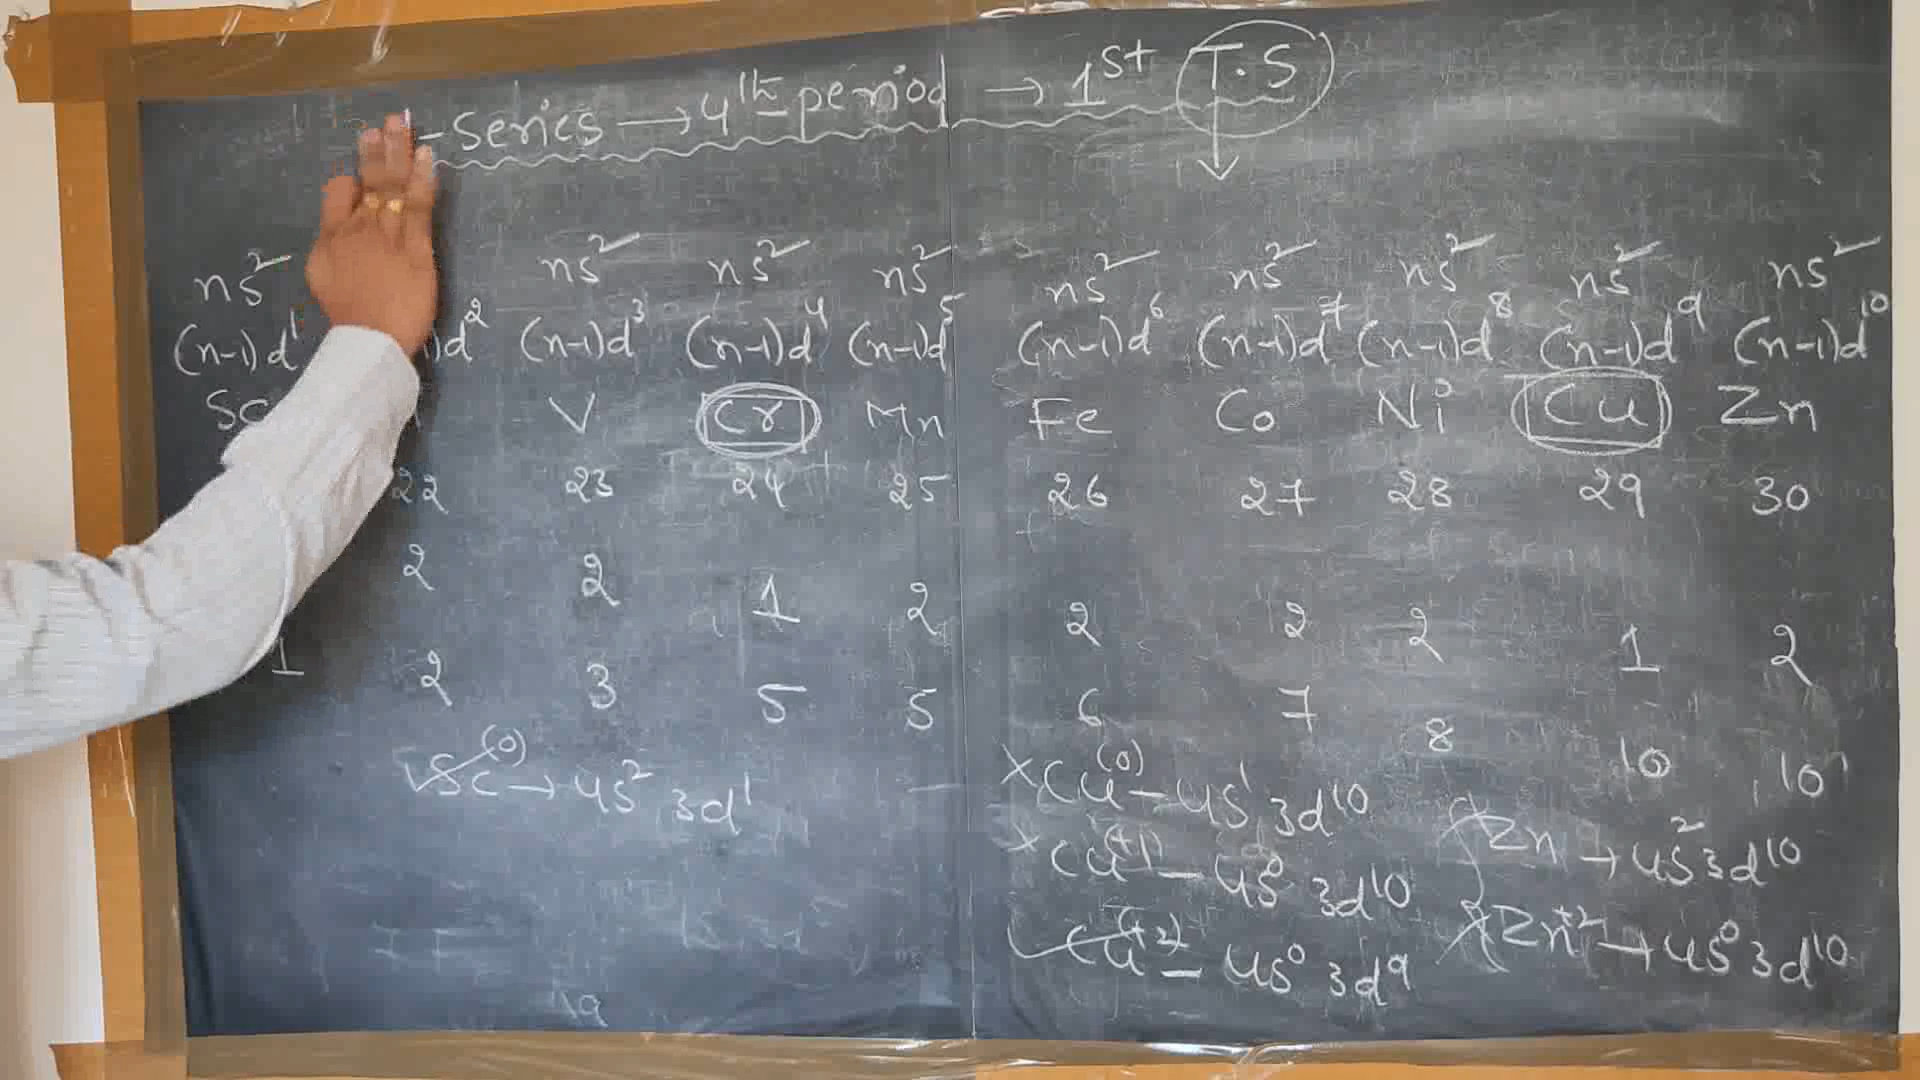 -series → 4th period → 1st T.S
ns² ns² ns² ns² ns² ns² ns² ns² ns²
(n-1)d¹ )d² (n-1)d³ (n-1)d⁴ (n-1)d⁵ (n-1)d⁶ (n-1)d⁷ (n-1)d⁸ (n-1)d⁹ (n-1)d¹⁰
Sc V Cr Mn Fe Co Ni Cu Zn
22 23 24 25 26 27 28 29 30
2 2 1 2 2 2 2 1 2
1 2 3 5 5 6 7 8 10 10
✓Sc(0) → 4s² 3d¹
×Cu(0) – 4s¹ 3d¹⁰
×Cu(+1) – 4s⁰ 3d¹⁰
✓Cu(+2) – 4s⁰ 3d⁹
×Zn → 4s² 3d¹⁰
×Zn⁺² → 4s⁰ 3d¹⁰